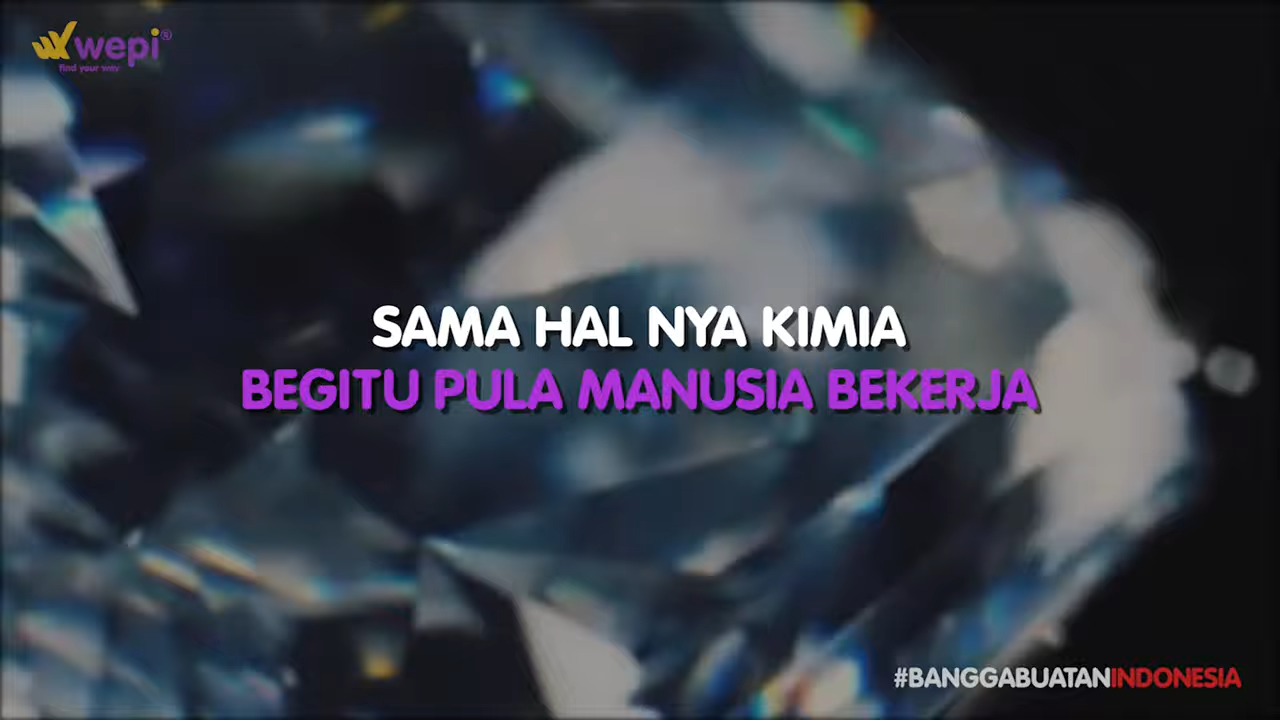 wepi®
find your way
SAMA HAL NYA KIMIA
BEGITU PULA MANUSIA BEKERJA
#BANGGABUATANINDONESIA